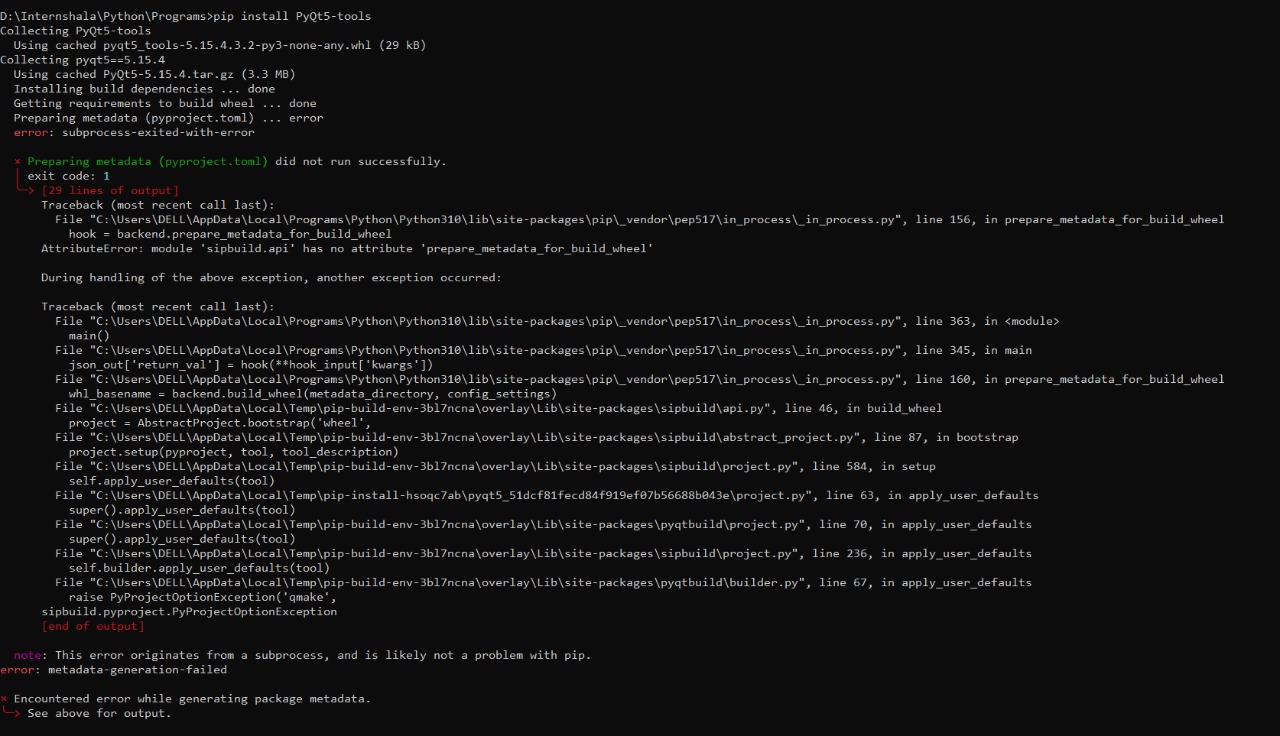 D:\Internshala\Python\Programs>pip install PyQt5-tools
Collecting PyQt5-tools
  Using cached pyqt5_tools-5.15.4.3.2-py3-none-any.whl (29 kB)
Collecting pyqt5==5.15.4
  Using cached PyQt5-5.15.4.tar.gz (3.3 MB)
  Installing build dependencies ... done
  Getting requirements to build wheel ... done
  Preparing metadata (pyproject.toml) ... error
  error: subprocess-exited-with-error

  × Preparing metadata (pyproject.toml) did not run successfully.
  │ exit code: 1
  ╰─> [29 lines of output]
      Traceback (most recent call last):
        File "C:\Users\DELL\AppData\Local\Programs\Python\Python310\lib\site-packages\pip\_vendor\pep517\in_process\_in_process.py", line 156, in prepare_metadata_for_build_wheel
          hook = backend.prepare_metadata_for_build_wheel
      AttributeError: module 'sipbuild.api' has no attribute 'prepare_metadata_for_build_wheel'

      During handling of the above exception, another exception occurred:

      Traceback (most recent call last):
        File "C:\Users\DELL\AppData\Local\Programs\Python\Python310\lib\site-packages\pip\_vendor\pep517\in_process\_in_process.py", line 363, in <module>
          main()
        File "C:\Users\DELL\AppData\Local\Programs\Python\Python310\lib\site-packages\pip\_vendor\pep517\in_process\_in_process.py", line 345, in main
          json_out['return_val'] = hook(**hook_input['kwargs'])
        File "C:\Users\DELL\AppData\Local\Programs\Python\Python310\lib\site-packages\pip\_vendor\pep517\in_process\_in_process.py", line 160, in prepare_metadata_for_build_wheel
          whl_basename = backend.build_wheel(metadata_directory, config_settings)
        File "C:\Users\DELL\AppData\Local\Temp\pip-build-env-3bl7ncna\overlay\Lib\site-packages\sipbuild\api.py", line 46, in build_wheel
          project = AbstractProject.bootstrap('wheel',
        File "C:\Users\DELL\AppData\Local\Temp\pip-build-env-3bl7ncna\overlay\Lib\site-packages\sipbuild\abstract_project.py", line 87, in bootstrap
          project.setup(pyproject, tool, tool_description)
        File "C:\Users\DELL\AppData\Local\Temp\pip-build-env-3bl7ncna\overlay\Lib\site-packages\sipbuild\project.py", line 584, in setup
          self.apply_user_defaults(tool)
        File "C:\Users\DELL\AppData\Local\Temp\pip-install-hsoqc7ab\pyqt5_51dcf81fecd84f919ef07b56688b043e\project.py", line 63, in apply_user_defaults
          super().apply_user_defaults(tool)
        File "C:\Users\DELL\AppData\Local\Temp\pip-build-env-3bl7ncna\overlay\Lib\site-packages\pyqtbuild\project.py", line 70, in apply_user_defaults
          super().apply_user_defaults(tool)
        File "C:\Users\DELL\AppData\Local\Temp\pip-build-env-3bl7ncna\overlay\Lib\site-packages\sipbuild\project.py", line 236, in apply_user_defaults
          self.builder.apply_user_defaults(tool)
        File "C:\Users\DELL\AppData\Local\Temp\pip-build-env-3bl7ncna\overlay\Lib\site-packages\pyqtbuild\builder.py", line 67, in apply_user_defaults
          raise PyProjectOptionException('qmake',
      sipbuild.pyproject.PyProjectOptionException
      [end of output]

  note: This error originates from a subprocess, and is likely not a problem with pip.
error: metadata-generation-failed

× Encountered error while generating package metadata.
╰─> See above for output.